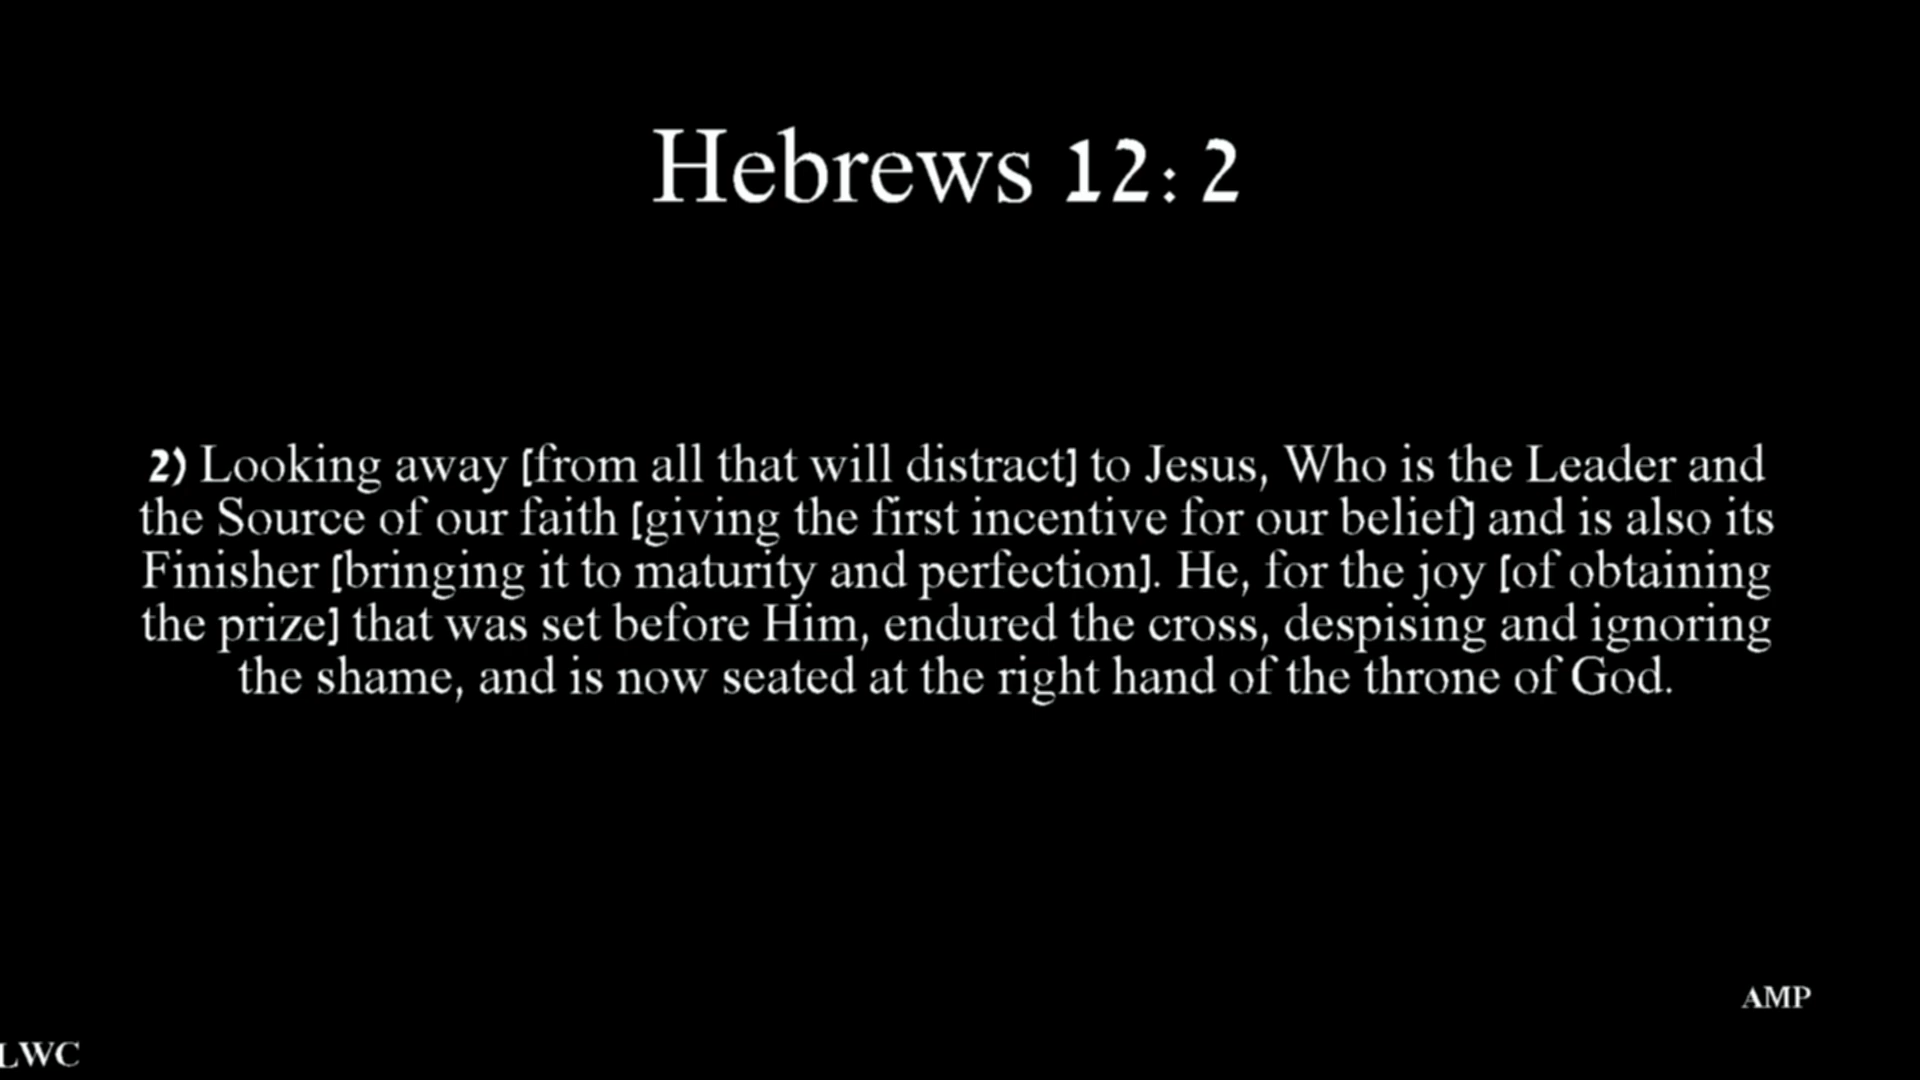 Hebrews 12: 2
2) Looking away [from all that will distract] to Jesus, Who is the Leader and
the Source of our faith [giving the first incentive for our belief] and is also its
Finisher [bringing it to maturity and perfection]. He, for the joy [of obtaining
the prize] that was set before Him, endured the cross, despising and ignoring
the shame, and is now seated at the right hand of the throne of God.
AMP
LWC